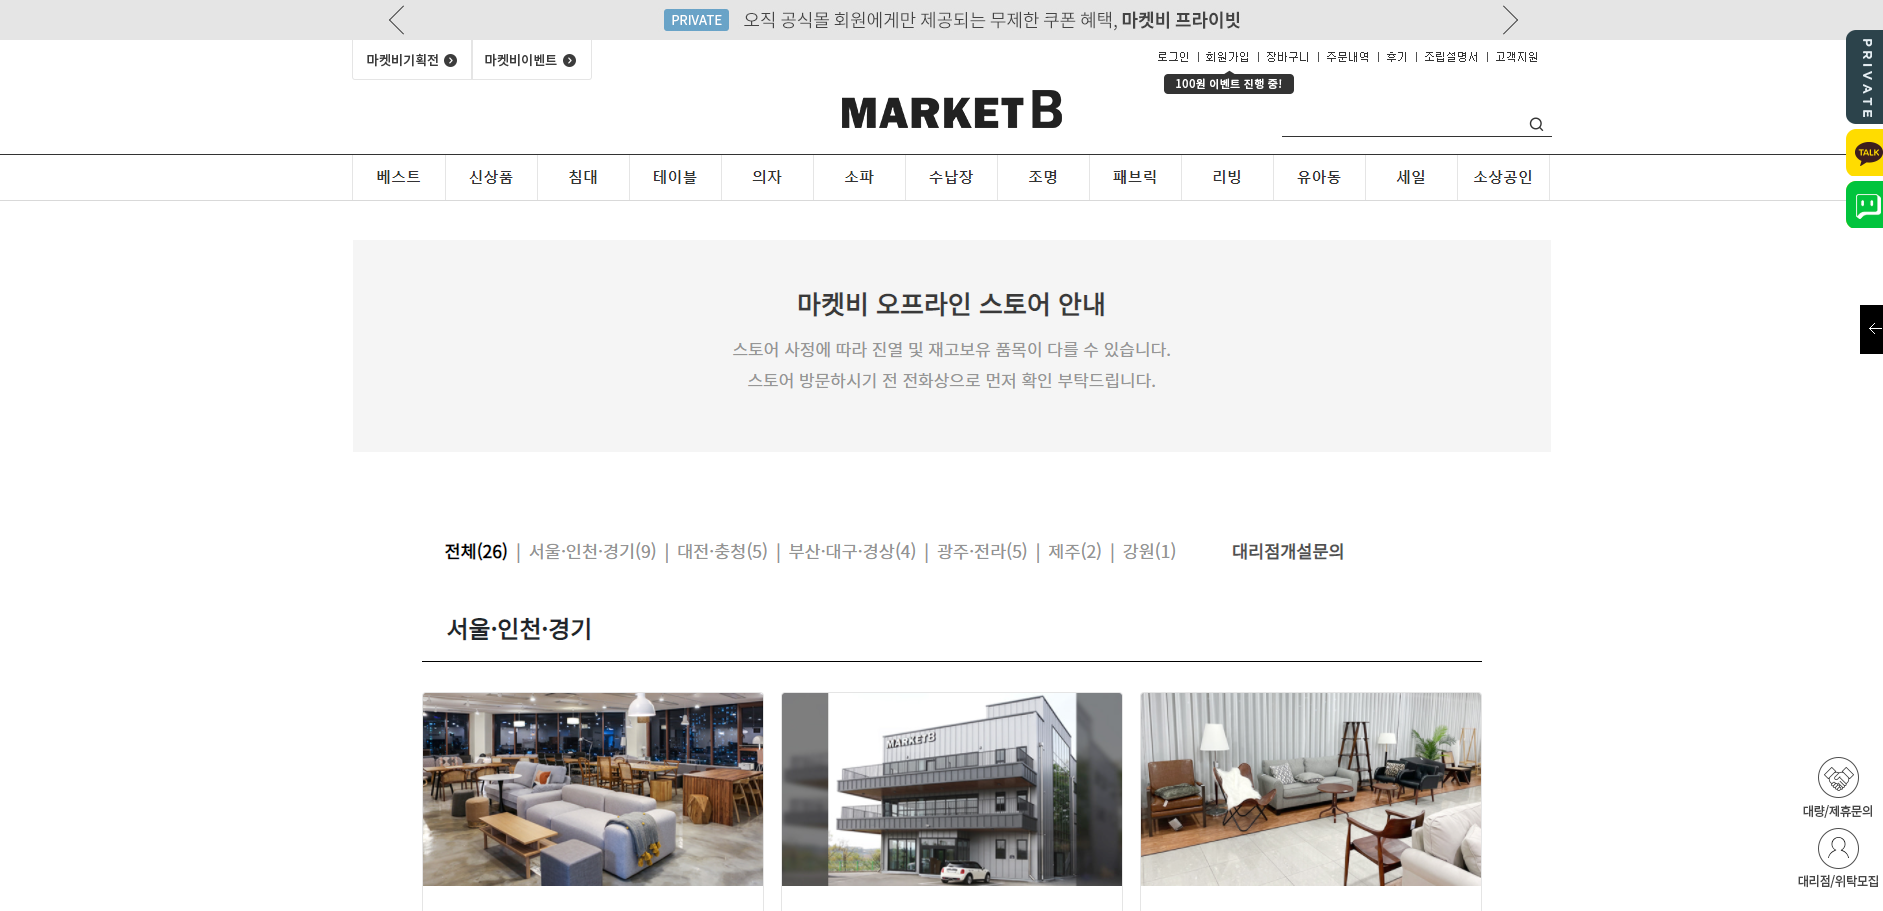 PRIVATE 오직 공식몰 회원에게만 제공되는 무제한 쿠폰 혜택, 마켓비 프라이빗
마켓비기획전 마켓비이벤트
로그인 | 회원가입 | 장바구니 | 주문내역 | 후기 | 조립설명서 | 고객지원
100원 이벤트 진행 중!
MARKET B
PRIVATE
TALK
베스트 신상품 침대 테이블 의자 소파 수납장 조명 패브릭 리빙 유아동 세일 소상공인
마켓비 오프라인 스토어 안내
스토어 사정에 따라 진열 및 재고보유 품목이 다를 수 있습니다.
스토어 방문하시기 전 전화상으로 먼저 확인 부탁드립니다.
전체(26) | 서울·인천·경기(9) | 대전·충청(5) | 부산·대구·경상(4) | 광주·전라(5) | 제주(2) | 강원(1) 대리점개설문의
서울·인천·경기
MARKETB
대량/제휴문의
대리점/위탁모집